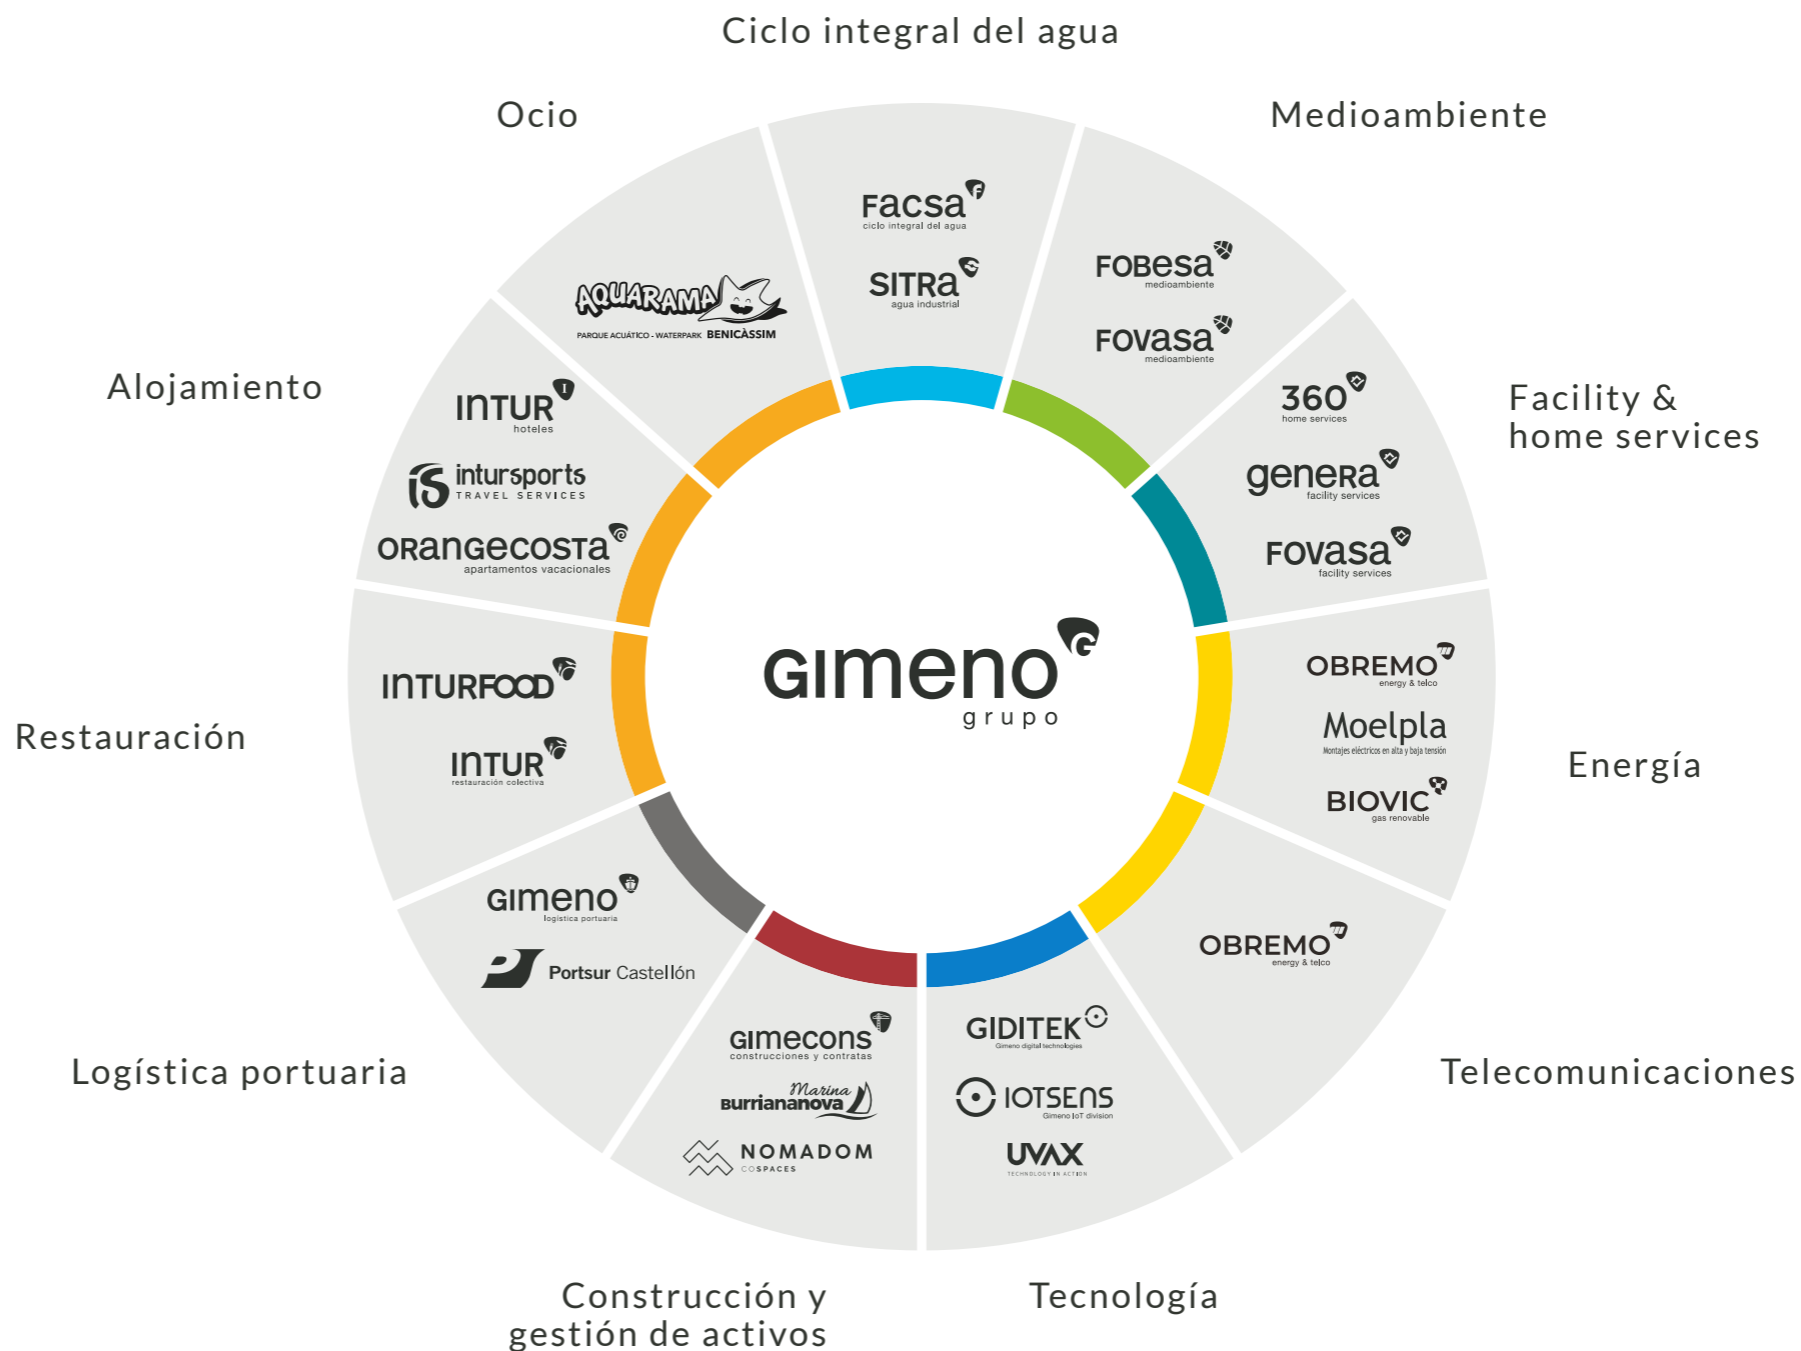 Ciclo integral del agua
FACSA
ciclo integral del agua
SITRA
agua industrial
Medioambiente
FOBESA
medioambiente
FOVASA
medioambiente
Facility &
home services
360
home services
genera
facility services
FOVASA
facility services
Energía
OBREMO
energy & telco
Moelpla
Montajes eléctricos en alta y baja tensión
BIOVIC
gas renovable
Telecomunicaciones
OBREMO
energy & telco
Tecnología
GIDITEK
Gimeno digital technologies
IOTSENS
Gimeno IoT division
UVAX
TECHNOLOGY IN ACTION
Construcción y
gestión de activos
GIMECONS
construcciones y contratas
Marina
Burriananova
NOMADOM
COSPACES
Logística portuaria
GIMENO
logística portuaria
Portsur Castellón
Restauración
INTURFOOD
INTUR
restauración colectiva
Alojamiento
INTUR
hoteles
intursports
TRAVEL SERVICES
ORANGECOSTA
apartamentos vacacionales
Ocio
AQUARAMA
PARQUE ACUÁTICO - WATERPARK BENICÀSSIM
GIMENO
grupo